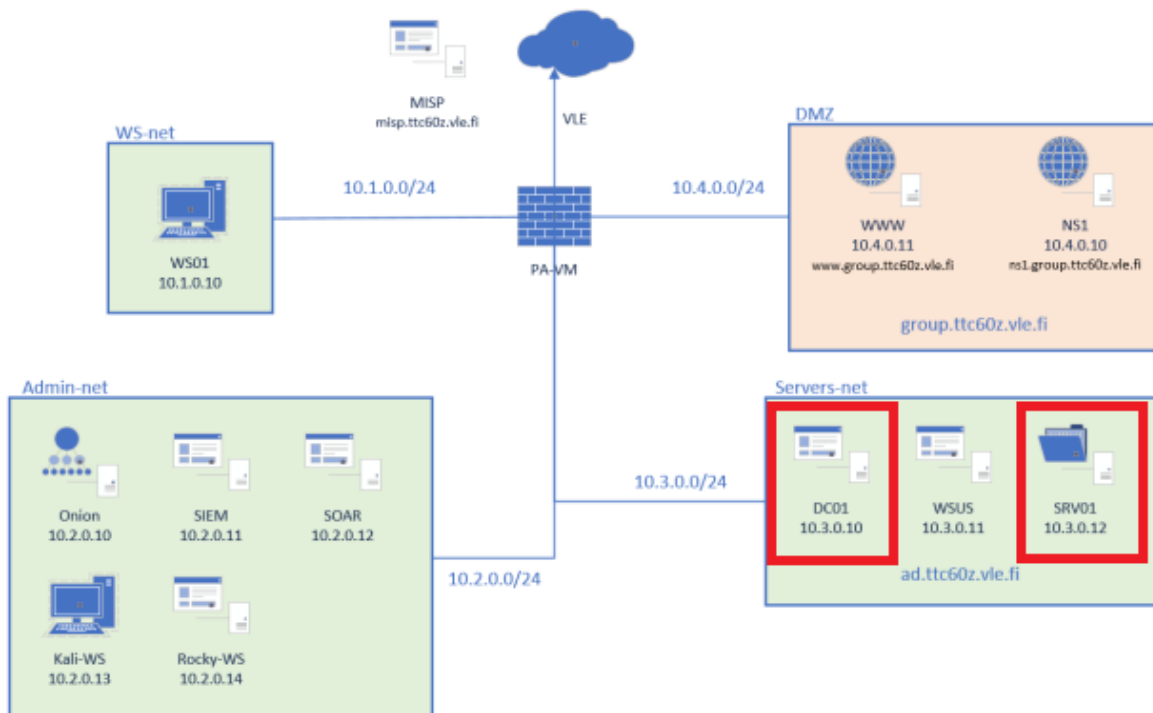 MISP
misp.ttc60z.vle.fi
VLE
WS-net
WS01
10.1.0.10
10.1.0.0/24
PA-VM
10.4.0.0/24
DMZ
WWW
10.4.0.11
www.group.ttc60z.vle.fi
NS1
10.4.0.10
ns1.group.ttc60z.vle.fi
group.ttc60z.vle.fi
Admin-net
Onion
10.2.0.10
SIEM
10.2.0.11
SOAR
10.2.0.12
Kali-WS
10.2.0.13
Rocky-WS
10.2.0.14
10.2.0.0/24
10.3.0.0/24
Servers-net
DC01
10.3.0.10
WSUS
10.3.0.11
SRV01
10.3.0.12
ad.ttc60z.vle.fi